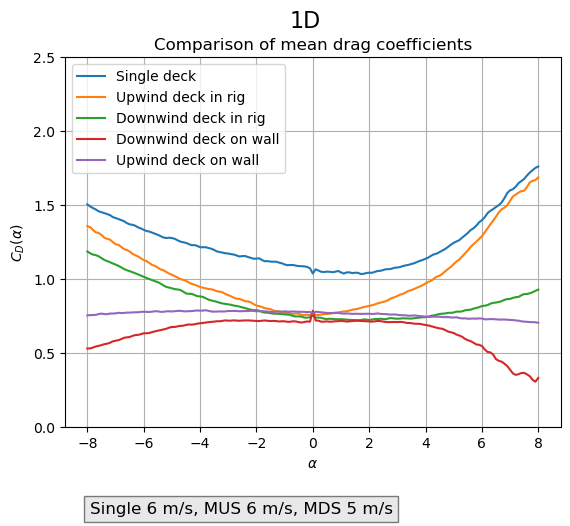 1D
Comparison of mean drag coefficients
2.5
2.0
1.5
1.0
0.5
0.0
C_D(α)
Single deck
Upwind deck in rig
Downwind deck in rig
Downwind deck on wall
Upwind deck on wall
−8 −6 −4 −2 0 2 4 6 8
α
Single 6 m/s, MUS 6 m/s, MDS 5 m/s